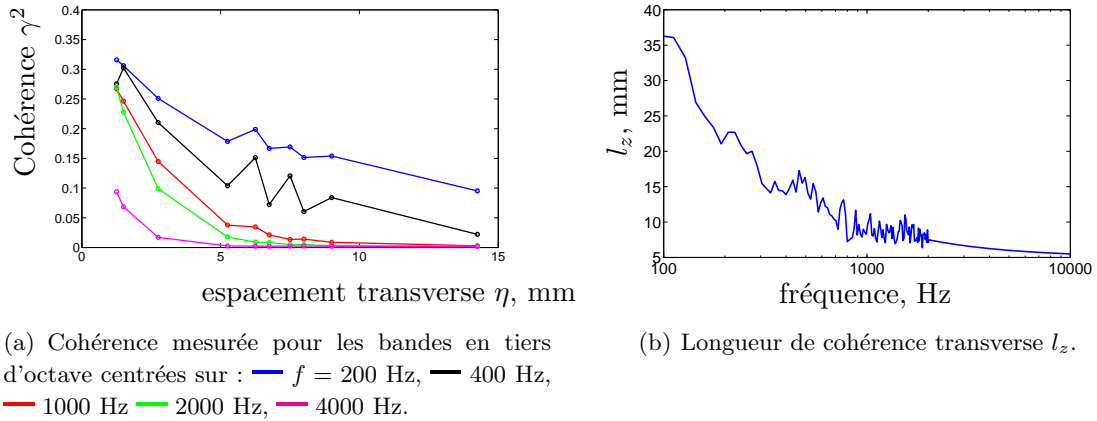 0.4
0.35
0.3
0.25
0.2
0.15
0.1
0.05
0
0 5 10 15
Cohérence γ²
espacement transverse η, mm
(a) Cohérence mesurée pour les bandes en tiers
d'octave centrées sur : f = 200 Hz, 400 Hz,
1000 Hz 2000 Hz, 4000 Hz.
40
35
30
25
20
15
10
5
100 1000 10000
l_z, mm
fréquence, Hz
(b) Longueur de cohérence transverse l_z.